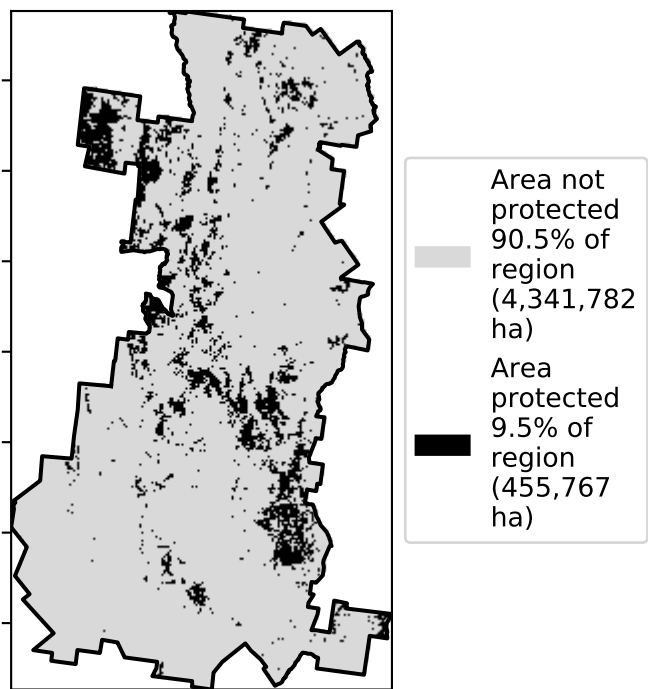 Area not
protected
90.5% of
region
(4,341,782
ha)
Area
protected
9.5% of
region
(455,767
ha)